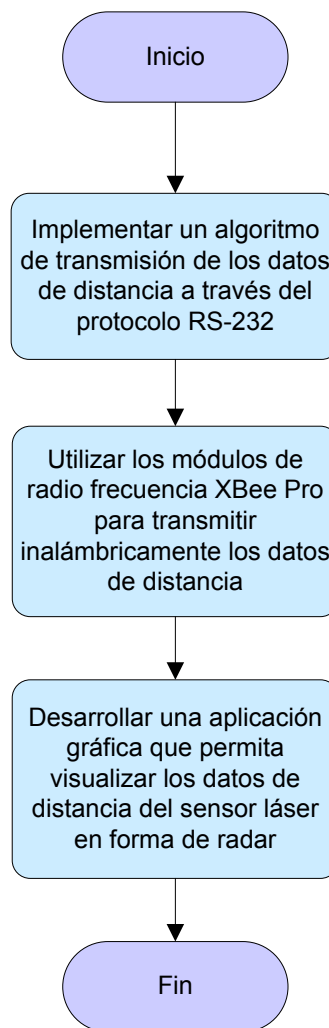 Inicio
Implementar un algoritmo
de transmisión de los datos
de distancia a través del
protocolo RS-232
Utilizar los módulos de
radio frecuencia XBee Pro
para transmitir
inalámbricamente los datos
de distancia
Desarrollar una aplicación
gráfica que permita
visualizar los datos de
distancia del sensor láser
en forma de radar
Fin